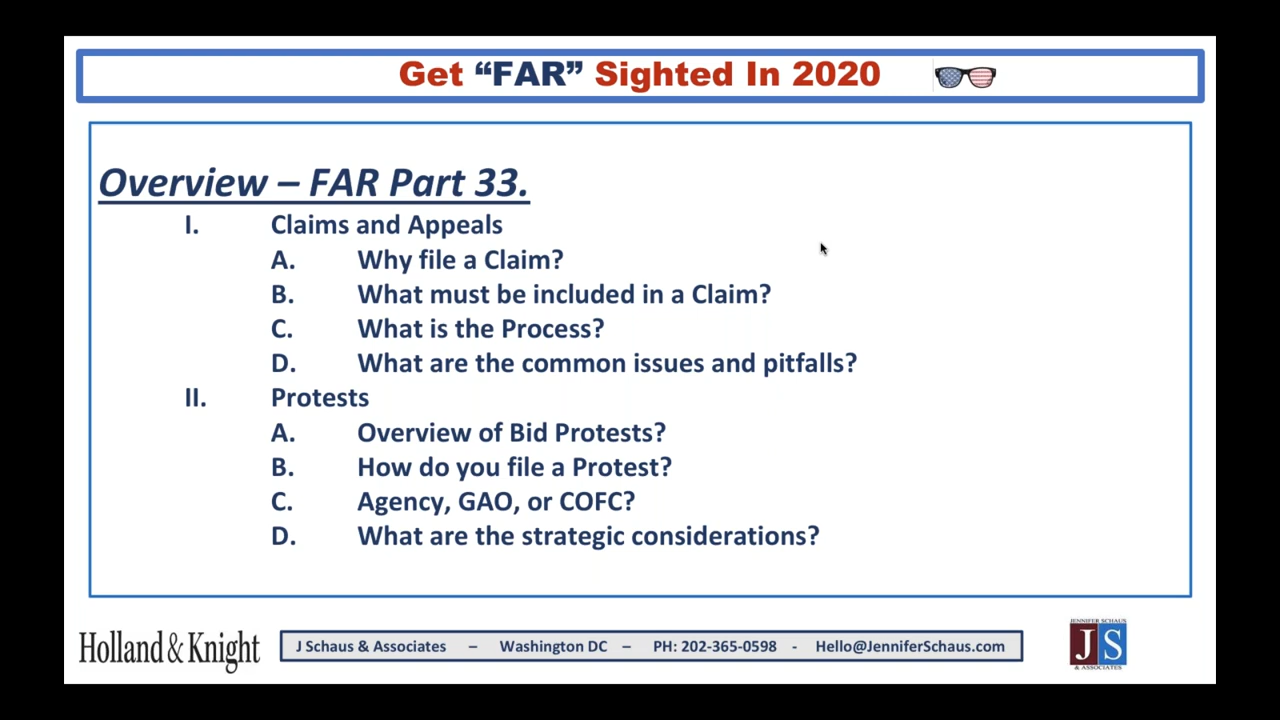 Get “FAR” Sighted In 2020
Overview – FAR Part 33.
I. Claims and Appeals
A. Why file a Claim?
B. What must be included in a Claim?
C. What is the Process?
D. What are the common issues and pitfalls?
II. Protests
A. Overview of Bid Protests?
B. How do you file a Protest?
C. Agency, GAO, or COFC?
D. What are the strategic considerations?
Holland & Knight
J Schaus & Associates – Washington DC – PH: 202-365-0598 - Hello@JenniferSchaus.com
JENNIFER SCHAUS
J S
& ASSOCIATES